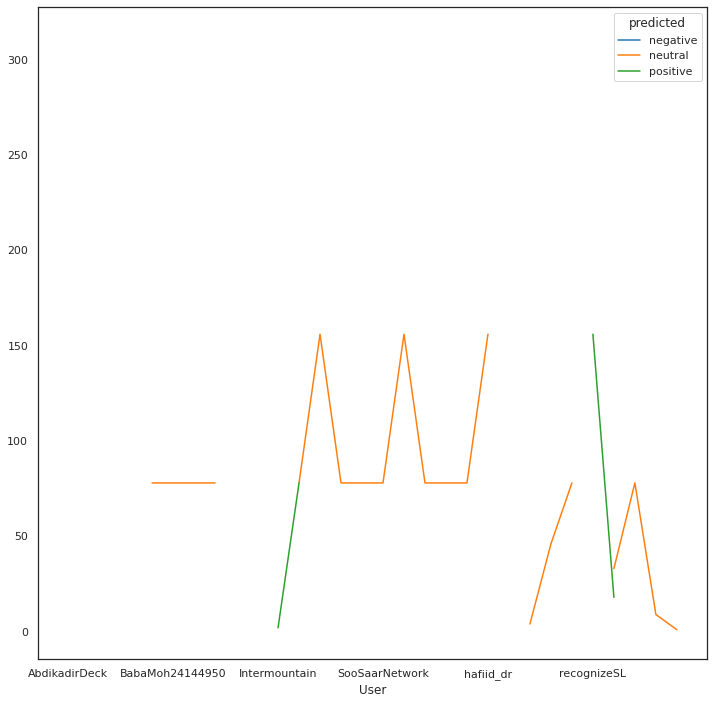 predicted
negative
neutral
positive
300
250
200
150
100
50
0
AbdikadirDeck BabaMoh24144950 Intermountain SooSaarNetwork hafiid_dr recognizeSL
User